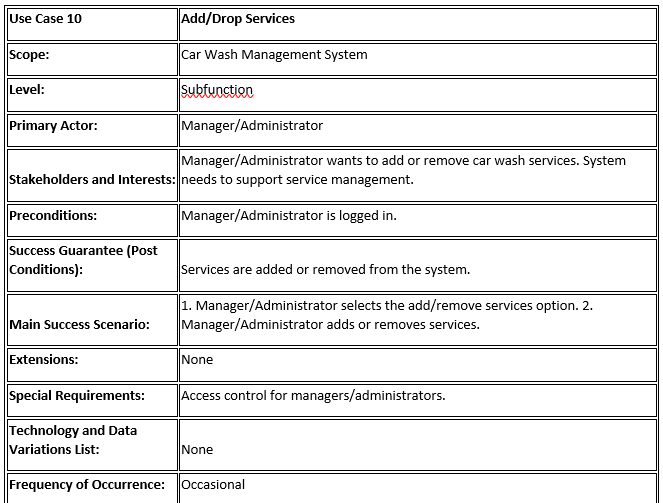 Use Case 10 Add/Drop Services
Scope: Car Wash Management System
Level: Subfunction
Primary Actor: Manager/Administrator
Stakeholders and Interests: Manager/Administrator wants to add or remove car wash services. System
needs to support service management.
Preconditions: Manager/Administrator is logged in.
Success Guarantee (Post
Conditions): Services are added or removed from the system.
Main Success Scenario: 1. Manager/Administrator selects the add/remove services option. 2.
Manager/Administrator adds or removes services.
Extensions: None
Special Requirements: Access control for managers/administrators.
Technology and Data
Variations List: None
Frequency of Occurrence: Occasional